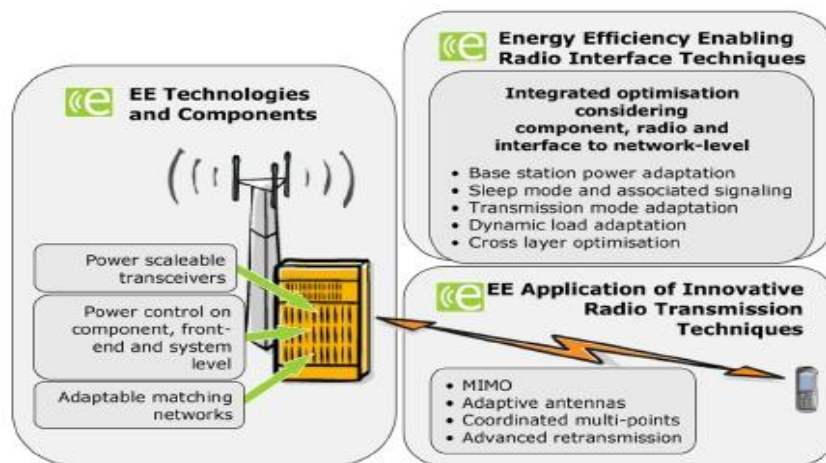 EE Technologies
and Components
Power scaleable
transceivers
Power control on
component, front-
end and system
level
Adaptable matching
networks
Energy Efficiency Enabling
Radio Interface Techniques
Integrated optimisation
considering
component, radio and
interface to network-level
• Base station power adaptation
• Sleep mode and associated signaling
• Transmission mode adaptation
• Dynamic load adaptation
• Cross layer optimisation
EE Application of Innovative
Radio Transmission
Techniques
• MIMO
• Adaptive antennas
• Coordinated multi-points
• Advanced retransmission